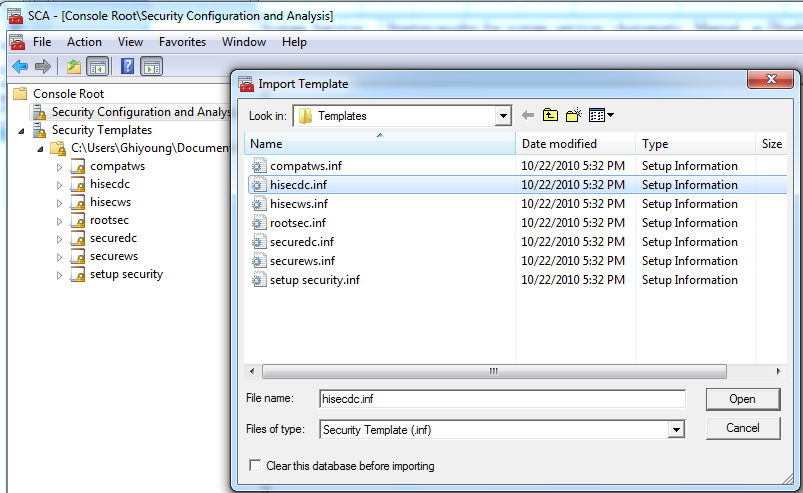 SCA - [Console Root\Security Configuration and Analysis]
File Action View Favorites Window Help
Console Root
Security Configuration and Analys
Security Templates
C:\Users\Ghiyoung\Document
compatws
hisecdc
hisecws
rootsec
securedc
securews
setup security
Import Template
Look in: Templates
Name Date modified Type Size
compatws.inf 10/22/2010 5:32 PM Setup Information
hisecdc.inf 10/22/2010 5:32 PM Setup Information
hisecws.inf 10/22/2010 5:32 PM Setup Information
rootsec.inf 10/22/2010 5:32 PM Setup Information
securedc.inf 10/22/2010 5:32 PM Setup Information
securews.inf 10/22/2010 5:32 PM Setup Information
setup security.inf 10/22/2010 5:32 PM Setup Information
File name: hisecdc.inf Open
Files of type: Security Template (.inf) Cancel
Clear this database before importing